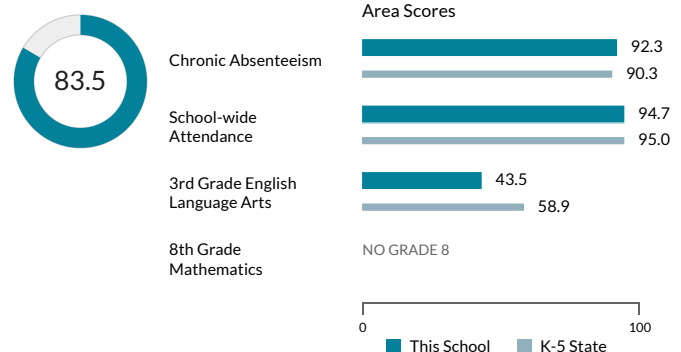 Area Scores
83.5
Chronic Absenteeism
92.3
90.3
School-wide
Attendance
94.7
95.0
3rd Grade English
Language Arts
43.5
58.9
8th Grade
Mathematics
NO GRADE 8
0
100
This School
K-5 State